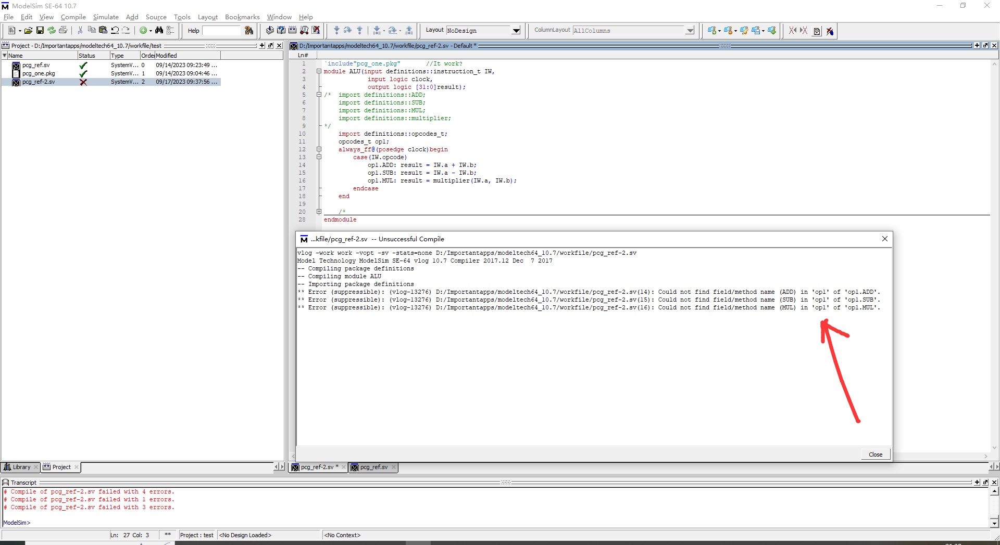 ModelSim SE-64 10.7
File Edit View Compile Simulate Add Source Tools Layout Bookmarks Window Help
Help
Layout NoDesign
ColumnLayout AllColumns
Project - D:/Importantapps/modeltech64_10.7/workfile/test
Name Status Type Order Modified
pcg_ref.sv SystemV... 0 09/14/2023 09:23:49 ...
pcg_one.pkg SystemV... 1 09/14/2023 09:04:46 ...
pcg_ref-2.sv SystemV... 2 09/17/2023 09:37:56 ...
D:/Importantapps/modeltech64_10.7/workfile/pcg_ref-2.sv - Default *
Ln#
1 `include"pcg_one.pkg" //It work?
2 module ALU(input definitions::instruction_t IW,
3 input logic clock,
4 output logic [31:0]result);
5 /* import definitions::ADD;
6 import definitions::SUB;
7 import definitions::MUL;
8 import definitions::multiplier;
9 */
10 import definitions::opcodes_t;
11 opcodes_t op1;
12 always_ff@(posedge clock)begin
13 case(IW.opcode)
14 op1.ADD: result = IW.a + IW.b;
15 op1.SUB: result = IW.a - IW.b;
16 op1.MUL: result = multiplier(IW.a, IW.b);
17 endcase
18 end
19
20 /*
28 endmodule
...kfile/pcg_ref-2.sv -- Unsuccessful Compile
vlog -work work -vopt -sv -stats=none D:/Importantapps/modeltech64_10.7/workfile/pcg_ref-2.sv
Model Technology ModelSim SE-64 vlog 10.7 Compiler 2017.12 Dec 7 2017
-- Compiling package definitions
-- Compiling module ALU
-- Importing package definitions
** Error (suppressible): (vlog-13276) D:/Importantapps/modeltech64_10.7/workfile/pcg_ref-2.sv(14): Could not find field/method name (ADD) in 'op1' of 'op1.ADD'.
** Error (suppressible): (vlog-13276) D:/Importantapps/modeltech64_10.7/workfile/pcg_ref-2.sv(15): Could not find field/method name (SUB) in 'op1' of 'op1.SUB'.
** Error (suppressible): (vlog-13276) D:/Importantapps/modeltech64_10.7/workfile/pcg_ref-2.sv(16): Could not find field/method name (MUL) in 'op1' of 'op1.MUL'.
Close
Library Project
pcg_ref-2.sv * pcg_ref.sv
Transcript
# Compile of pcg_ref-2.sv failed with 4 errors.
# Compile of pcg_ref-2.sv failed with 1 errors.
# Compile of pcg_ref-2.sv failed with 3 errors.
ModelSim>
Ln: 27 Col: 3 ** Project : test <No Design Loaded> <No Context>